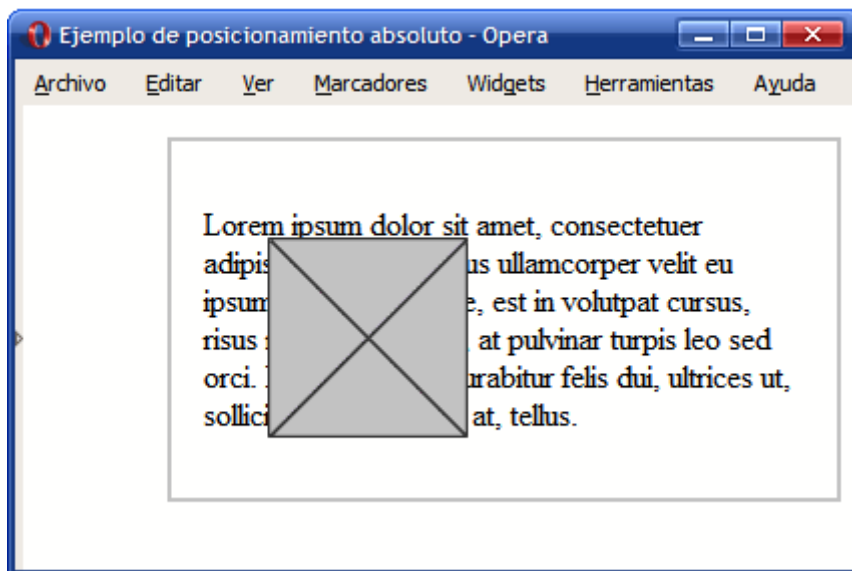 Ejemplo de posicionamiento absoluto - Opera
Archivo Editar Ver Marcadores Widgets Herramientas Ayuda
Lorem ipsum dolor sit amet, consectetuer
adipis us ullamcorper velit eu
ipsum e, est in volutpat cursus,
risus at pulvinar turpis leo sed
orci. urabitur felis dui, ultrices ut,
sollici at, tellus.